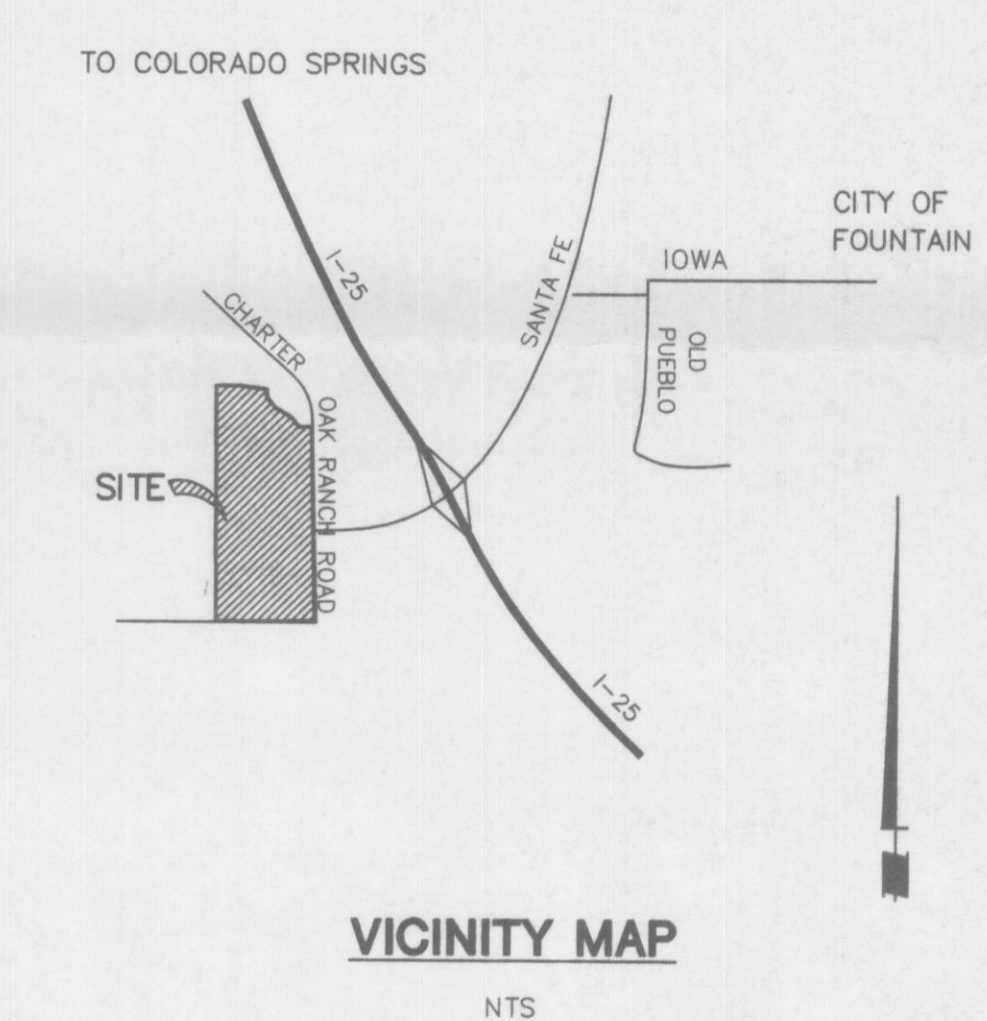 TO COLORADO SPRINGS
CITY OF
FOUNTAIN
IOWA
I-25
SANTA FE
CHARTER
OLD
PUEBLO
OAK RANCH ROAD
SITE
I-25
VICINITY MAP
NTS